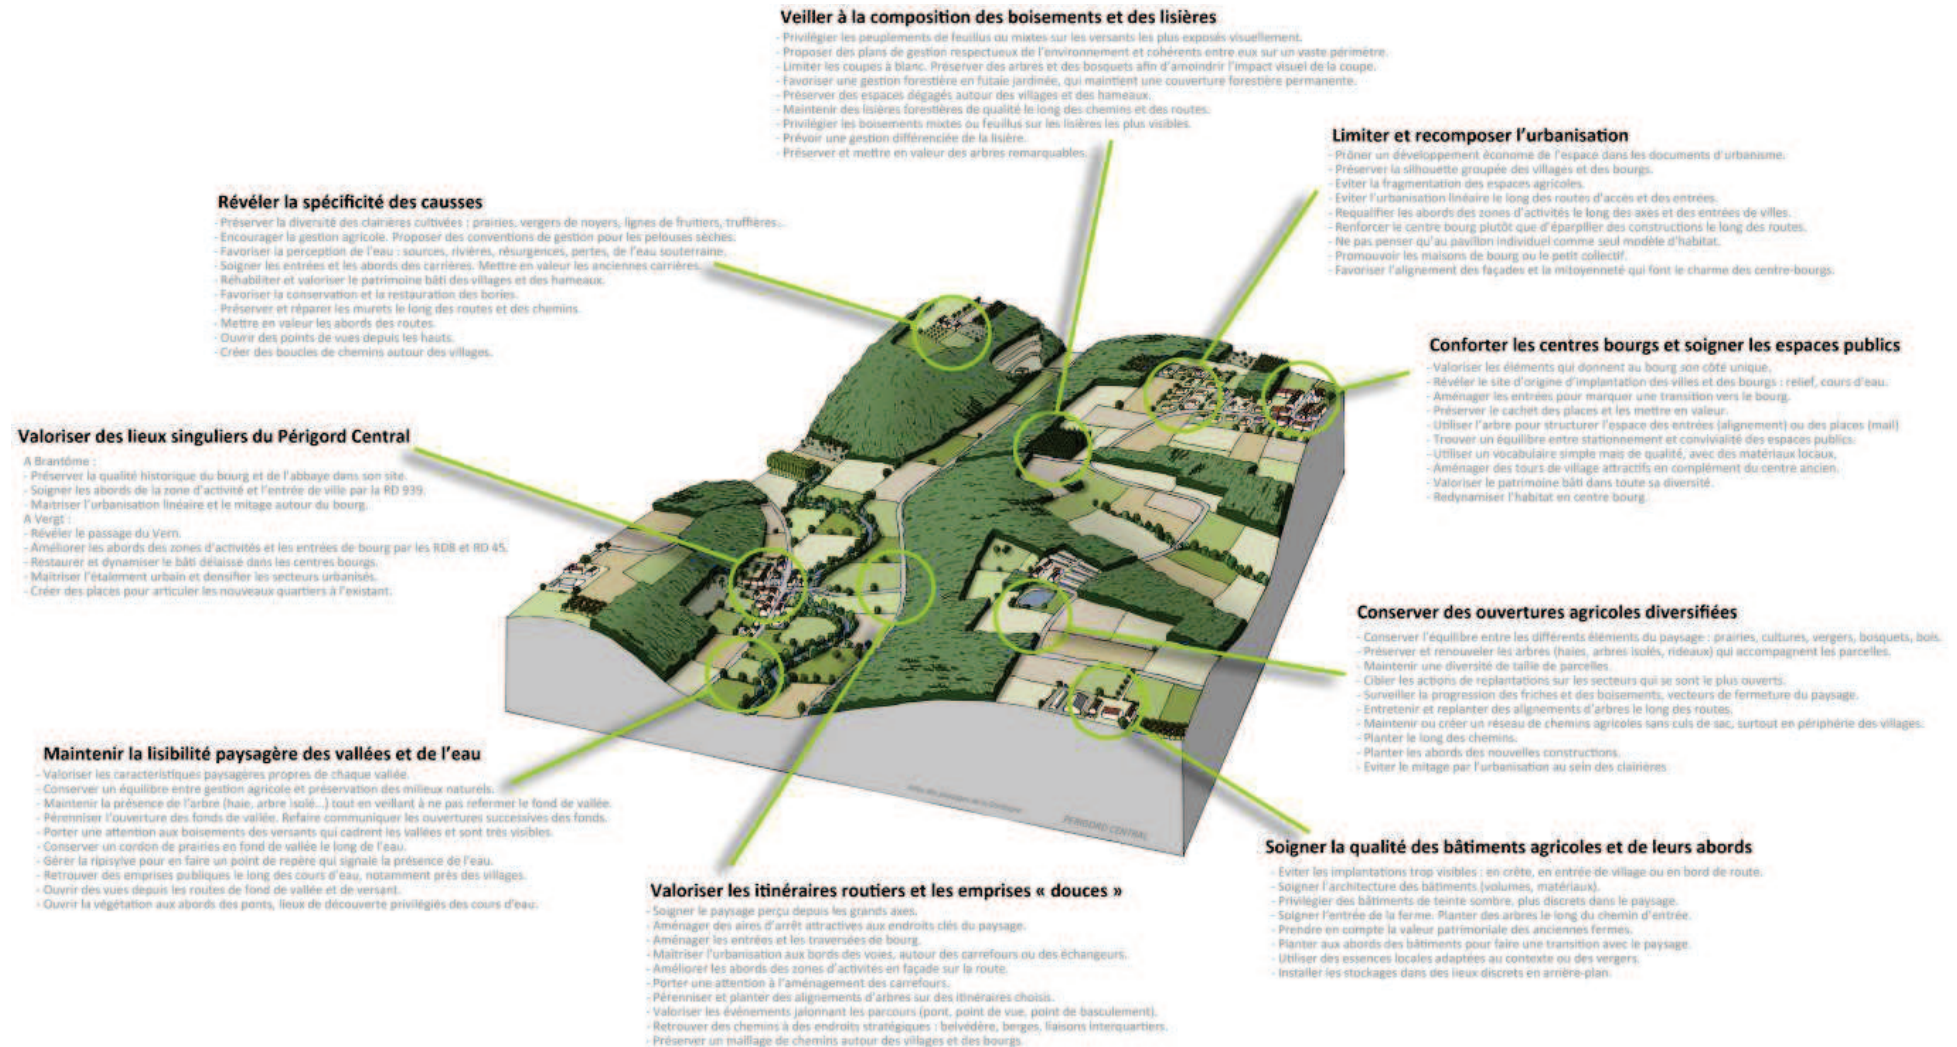 Veiller à la composition des boisements et des lisières
- Privilégier les peuplements de feuillus ou mixtes sur les versants les plus exposés visuellement.
- Proposer des plans de gestion respectueux de l'environnement et cohérents entre eux sur un vaste périmètre.
- Limiter les coupes à blanc. Préserver des arbres et des bosquets afin d'amoindrir l'impact visuel de la coupe.
- Favoriser une gestion forestière en futaie jardinée, qui maintient une couverture forestière permanente.
- Préserver des espaces dégagés autour des villages et des hameaux.
- Maintenir des lisières forestières de qualité le long des chemins et des routes.
- Privilégier les boisements mixtes ou feuillus sur les lisières les plus visibles.
- Prévoir une gestion différenciée de la lisière.
- Préserver et mettre en valeur des arbres remarquables.
Limiter et recomposer l'urbanisation
- Prôner un développement économe de l'espace dans les documents d'urbanisme.
- Préserver la silhouette groupée des villages et des bourgs.
- Eviter la fragmentation des espaces agricoles.
- Eviter l'urbanisation linéaire le long des routes d'accès et des entrées.
- Requalifier les abords des zones d'activités le long des axes et des entrées de villes.
- Renforcer le centre bourg plutôt que d'éparpiller des constructions le long des routes.
- Ne pas penser qu'au pavillon individuel comme seul modèle d'habitat.
- Promouvoir les maisons de bourg ou le petit collectif.
- Favoriser l'alignement des façades et la mitoyenneté qui font le charme des centre-bourgs.
Révéler la spécificité des causses
- Préserver la diversité des clairières cultivées : prairies, vergers de noyers, lignes de fruitiers, truffières...
- Encourager la gestion agricole. Proposer des conventions de gestion pour les pelouses sèches.
- Favoriser la perception de l'eau : sources, rivières, résurgences, pertes, de l'eau souterraine.
- Soigner les entrées et les abords des carrières. Mettre en valeur les anciennes carrières.
- Réhabiliter et valoriser le patrimoine bâti des villages et des hameaux.
- Favoriser la conservation et la restauration des bories.
- Préserver et réparer les murets le long des routes et des chemins.
- Mettre en valeur les abords des routes.
- Ouvrir des points de vues depuis les hauts.
- Créer des boucles de chemins autour des villages.
Conforter les centres bourgs et soigner les espaces publics
- Valoriser les éléments qui donnent au bourg son côté unique.
- Révéler le site d'origine d'implantation des villes et des bourgs : relief, cours d'eau.
- Aménager les entrées pour marquer une transition vers le bourg.
- Préserver le cachet des places et les mettre en valeur.
- Utiliser l'arbre pour structurer l'espace des entrées (alignement) ou des places (mail)
- Trouver un équilibre entre stationnement et convivialité des espaces publics.
- Utiliser un vocabulaire simple mais de qualité, avec des matériaux locaux,
- Aménager des tours de village attractifs en complément du centre ancien.
- Valoriser le patrimoine bâti dans toute sa diversité.
- Redynamiser l'habitat en centre bourg.
Valoriser des lieux singuliers du Périgord Central
A Brantôme :
- Préserver la qualité historique du bourg et de l'abbaye dans son site.
- Soigner les abords de la zone d'activité et l'entrée de ville par la RD 939.
- Maitriser l'urbanisation linéaire et le mitage autour du bourg.
A Vergt :
- Révéler le passage du Vern.
- Améliorer les abords des zones d'activités et les entrées de bourg par les RD8 et RD 45.
- Restaurer et dynamiser le bâti délaissé dans les centres bourgs.
- Maitriser l'étalement urbain et densifier les secteurs urbanisés.
- Créer des places pour articuler les nouveaux quartiers à l'existant.
Conserver des ouvertures agricoles diversifiées
- Conserver l'équilibre entre les différents éléments du paysage : prairies, cultures, vergers, bosquets, bois.
- Préserver et renouveler les arbres (haies, arbres isolés, rideaux) qui accompagnent les parcelles.
- Maintenir une diversité de taille de parcelles.
- Cibler les actions de replantations sur les secteurs qui se sont le plus ouverts.
- Surveiller la progression des friches et des boisements, vecteurs de fermeture du paysage.
- Entretenir et replanter des alignements d'arbres le long des routes.
- Maintenir ou créer un réseau de chemins agricoles sans culs de sac, surtout en périphérie des villages.
- Planter le long des chemins.
- Planter les abords des nouvelles constructions.
- Eviter le mitage par l'urbanisation au sein des clairières
Maintenir la lisibilité paysagère des vallées et de l'eau
- Valoriser les caractéristiques paysagères propres de chaque vallée.
- Conserver un équilibre entre gestion agricole et préservation des milieux naturels.
- Maintenir la présence de l'arbre (haie, arbre isolé...) tout en veillant à ne pas refermer le fond de vallée.
- Pérenniser l'ouverture des fonds de vallée. Refaire communiquer les ouvertures successives des fonds.
- Porter une attention aux boisements des versants qui cadrent les vallées et sont très visibles.
- Conserver un cordon de prairies en fond de vallée le long de l'eau.
- Gérer la ripisylve pour en faire un point de repère qui signale la présence de l'eau.
- Retrouver des emprises publiques le long des cours d'eau, notamment près des villages.
- Ouvrir des vues depuis les routes de fond de vallée et de versant.
- Ouvrir la végétation aux abords des ponts, lieux de découverte privilégiés des cours d'eau.
Atlas des paysages de la Dordogne
PERIGORD CENTRAL
Soigner la qualité des bâtiments agricoles et de leurs abords
- Eviter les implantations trop visibles : en crête, en entrée de village ou en bord de route.
- Soigner l'architecture des bâtiments (volumes, matériaux).
- Privilégier des bâtiments de teinte sombre, plus discrets dans le paysage.
- Soigner l'entrée de la ferme. Planter des arbres le long du chemin d'entrée.
- Prendre en compte la valeur patrimoniale des anciennes fermes.
- Planter aux abords des bâtiments pour faire une transition avec le paysage.
- Utiliser des essences locales adaptées au contexte ou des vergers.
- Installer les stockages dans des lieux discrets en arrière-plan.
Valoriser les itinéraires routiers et les emprises « douces »
- Soigner le paysage perçu depuis les grands axes.
- Aménager des aires d'arrêt attractives aux endroits clés du paysage.
- Aménager les entrées et les traversées de bourg.
- Maîtriser l'urbanisation aux bords des voies, autour des carrefours ou des échangeurs.
- Améliorer les abords des zones d'activités en façade sur la route.
- Porter une attention à l'aménagement des carrefours.
- Pérenniser et planter des alignements d'arbres sur des itinéraires choisis.
- Valoriser les événements jalonnant les parcours (pont, point de vue, point de basculement).
- Retrouver des chemins à des endroits stratégiques : belvédère, berges, liaisons interquartiers.
- Préserver un maillage de chemins autour des villages et des bourgs.